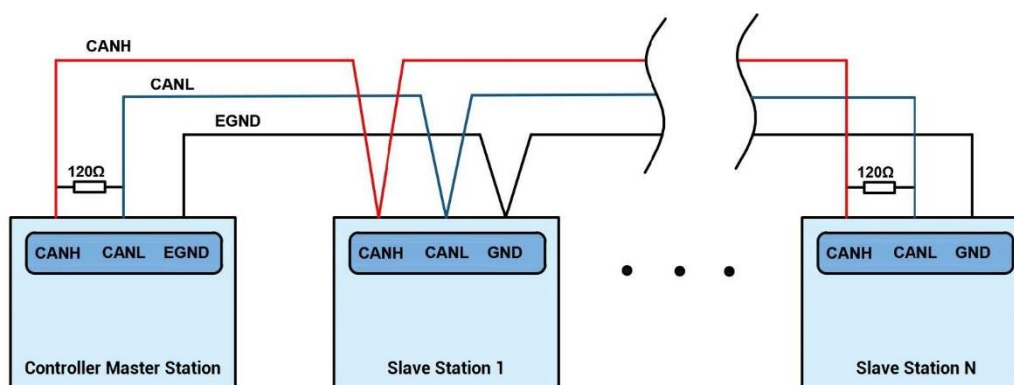 CANH
CANL
EGND
120Ω
120Ω
CANH CANL EGND
CANH CANL GND
CANH CANL GND
Controller Master Station
Slave Station 1
Slave Station N